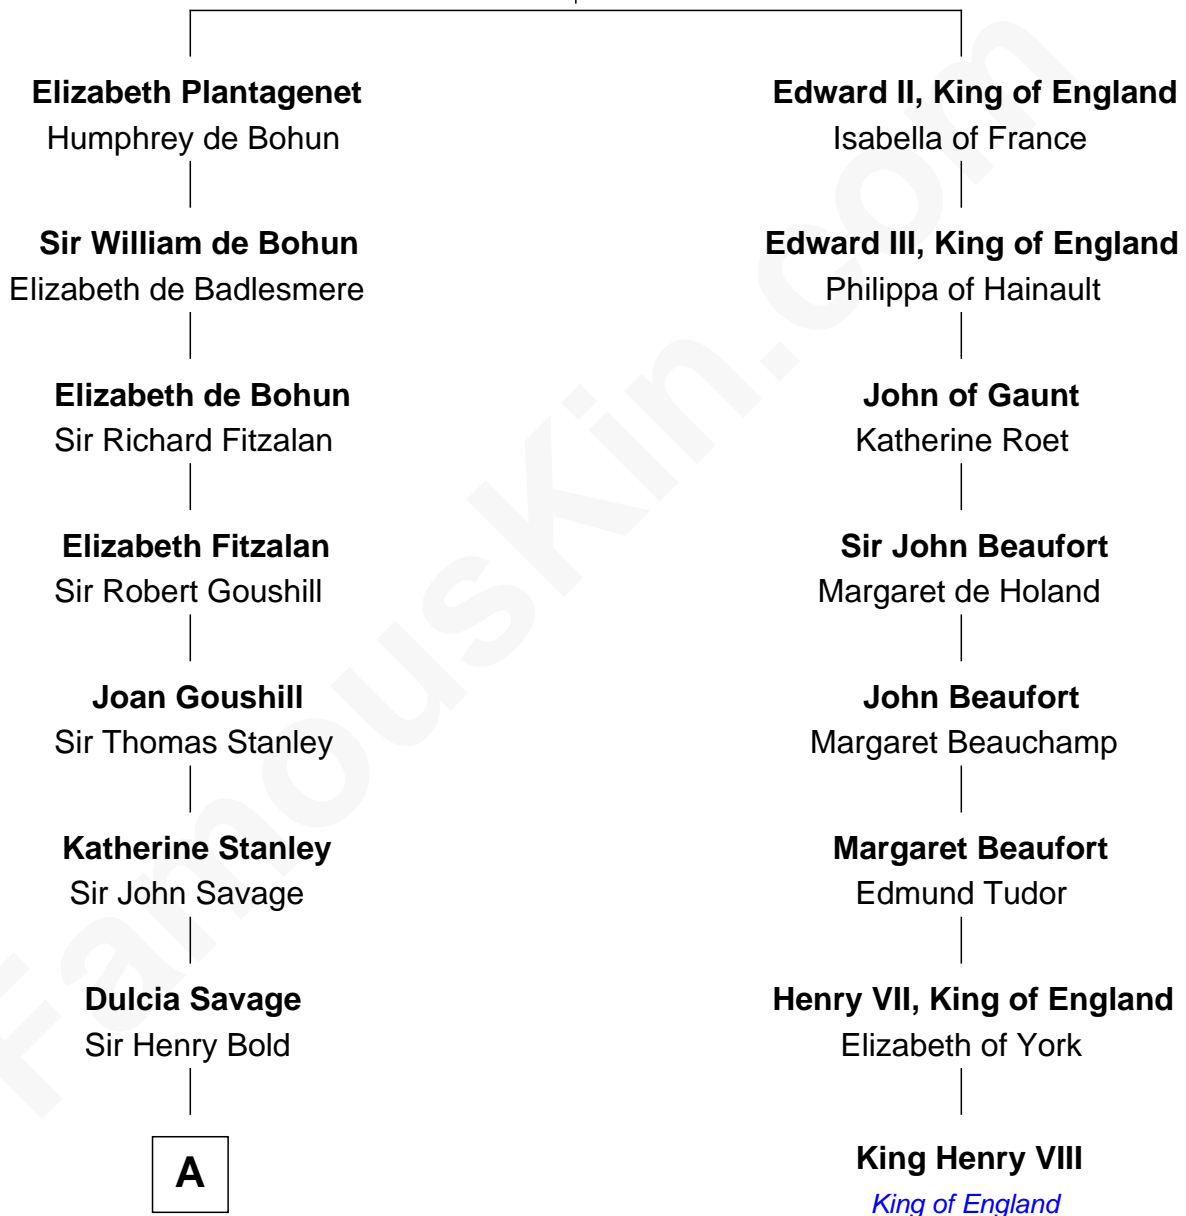 Elizabeth Plantagenet
Humphrey de Bohun
Sir William de Bohun
Elizabeth de Badlesmere
Elizabeth de Bohun
Sir Richard Fitzalan
Elizabeth Fitzalan
Sir Robert Goushill
Joan Goushill
Sir Thomas Stanley
Katherine Stanley
Sir John Savage
Dulcia Savage
Sir Henry Bold
A
Edward II, King of England
Isabella of France
Edward III, King of England
Philippa of Hainault
John of Gaunt
Katherine Roet
Sir John Beaufort
Margaret de Holand
John Beaufort
Margaret Beauchamp
Margaret Beaufort
Edmund Tudor
Henry VII, King of England
Elizabeth of York
King Henry VIII
King of England
FamousKin.com